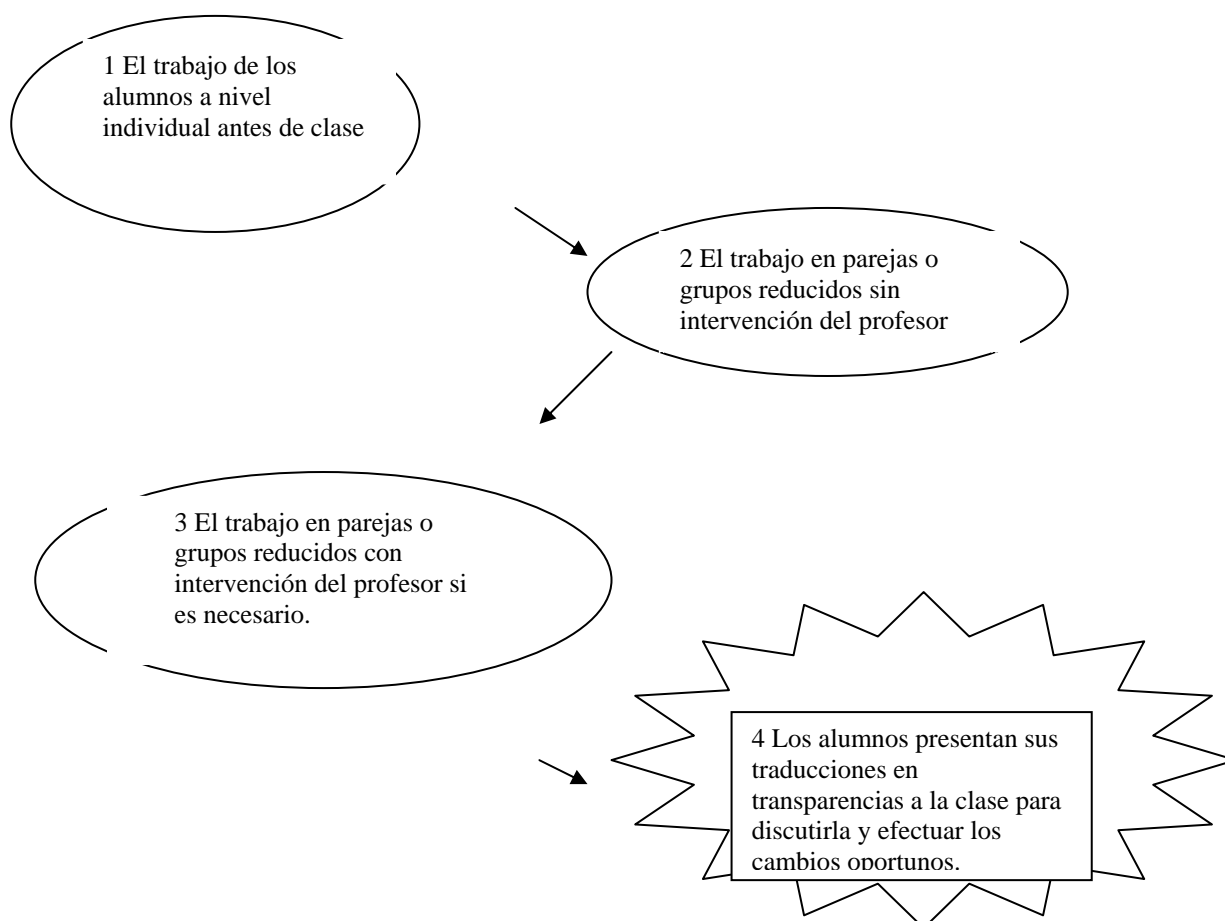 1 El trabajo de los
alumnos a nivel
individual antes de clase
2 El trabajo en parejas o
grupos reducidos sin
intervención del profesor
3 El trabajo en parejas o
grupos reducidos con
intervención del profesor si
es necesario.
4 Los alumnos presentan sus
traducciones en
transparencias a la clase para
discutirla y efectuar los
cambios oportunos.